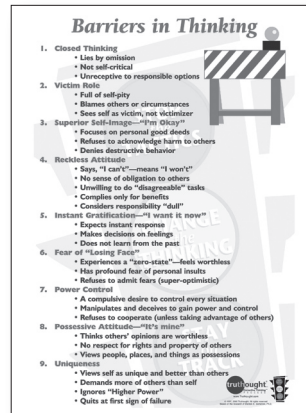 Barriers in Thinking
1. Closed Thinking
• Lies by omission
• Not self-critical
• Unreceptive to responsible options
2. Victim Role
• Full of self-pity
• Blames others or circumstances
• Sees self as victim, not victimizer
3. Superior Self-Image—"I'm Okay"
• Focuses on personal good deeds
• Refuses to acknowledge harm to others
• Denies destructive behavior
4. Reckless Attitude
• Says, "I can't"—means "I won't"
• No sense of obligation to others
• Unwilling to do "disagreeable" tasks
• Complies only for benefits
• Considers responsibility "dull"
5. Instant Gratification—"I want it now"
• Expects instant response
• Makes decisions on feelings
• Does not learn from the past
6. Fear of "Losing Face"
• Experiences a "zero-state"—feels worthless
• Has profound fear of personal insults
• Refuses to admit fears (super-optimistic)
7. Power Control
• A compulsive desire to control every situation
• Manipulates and deceives to gain power and control
• Refuses to cooperate (unless taking advantage of others)
8. Possessive Attitude—"It's mine"
• Thinks others' opinions are worthless
• No respect for rights and property of others
• Views people, places, and things as possessions
9. Uniqueness
• Views self as unique and better than others
• Demands more of others than self
• Ignores "Higher Power"
• Quits at first sign of failure
truthought